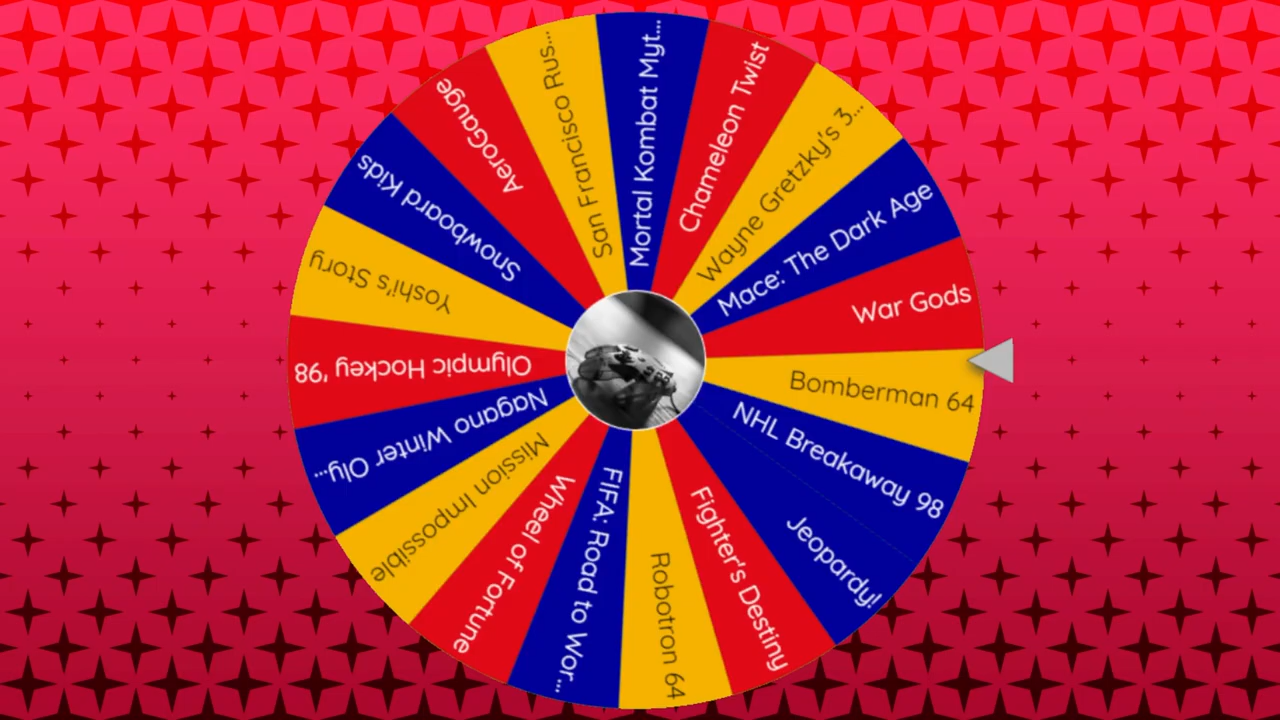 Mortal Kombat Myt...
Chameleon Twist
Wayne Gretzky's 3...
Mace: The Dark Age
War Gods
Bomberman 64
NHL Breakaway 98
Jeopardy!
Fighter's Destiny
Robotron 64
FIFA: Road to Wor...
Wheel of Fortune
Mission Impossible
Nagano Winter Oly...
Olympic Hockey '98
Yoshi's Story
Snowboard Kids
AeroGauge
San Francisco Rus...